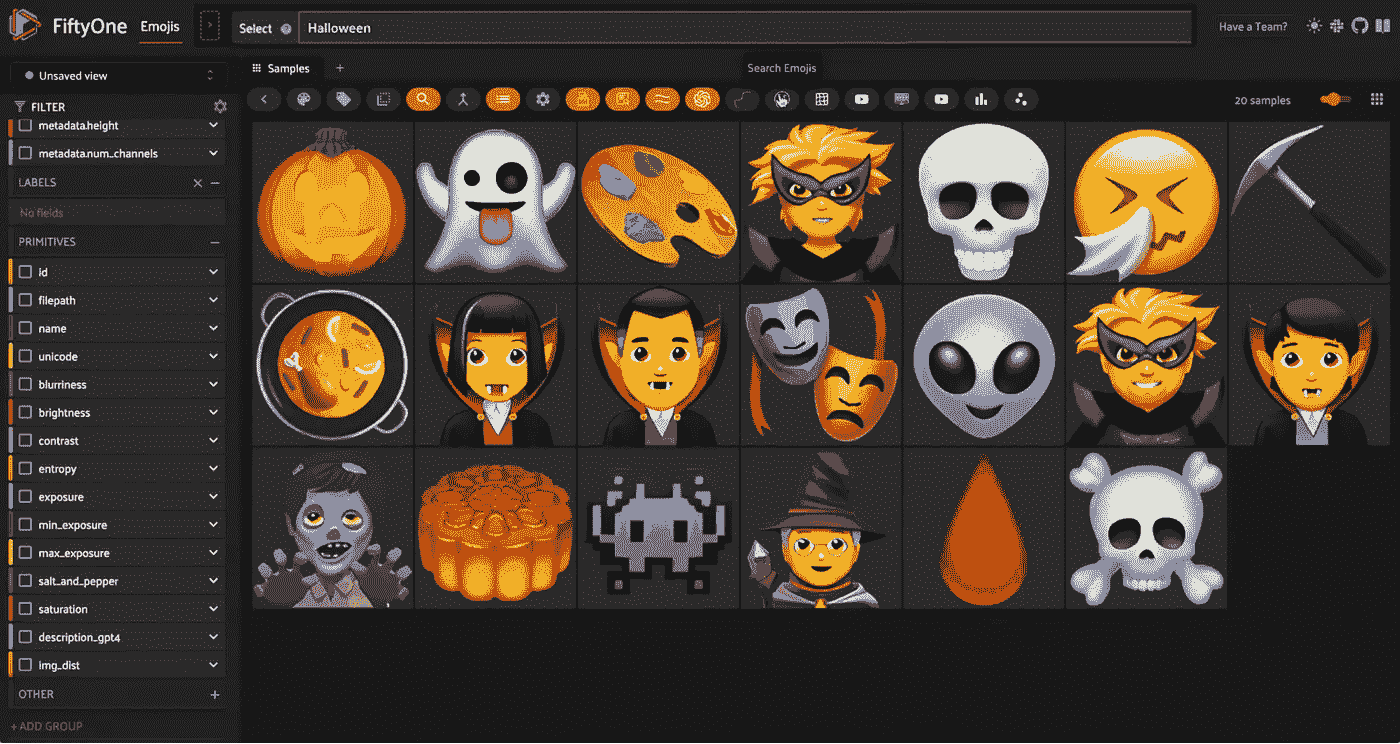 FiftyOne
Emojis
Select
Halloween
Have a Team?
Unsaved view
Samples
+
Search Emojis
FILTER
20 samples
metadata.height
metadata.num_channels
LABELS
No fields
PRIMITIVES
id
filepath
name
unicode
blurriness
brightness
contrast
entropy
exposure
min_exposure
max_exposure
salt_and_pepper
saturation
description_gpt4
img_dist
OTHER
+ ADD GROUP